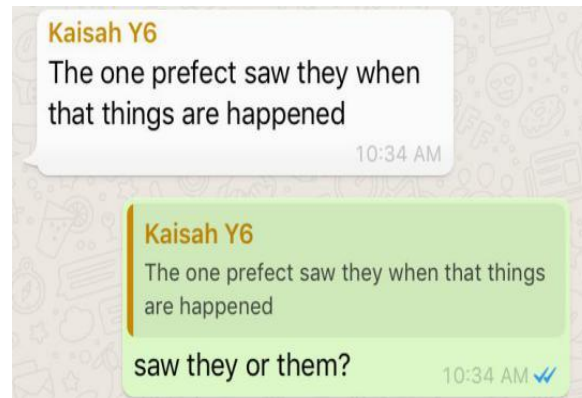 Kaisah Y6
The one prefect saw they when
that things are happened
10:34 AM
Kaisah Y6
The one prefect saw they when that things
are happened
saw they or them?
10:34 AM